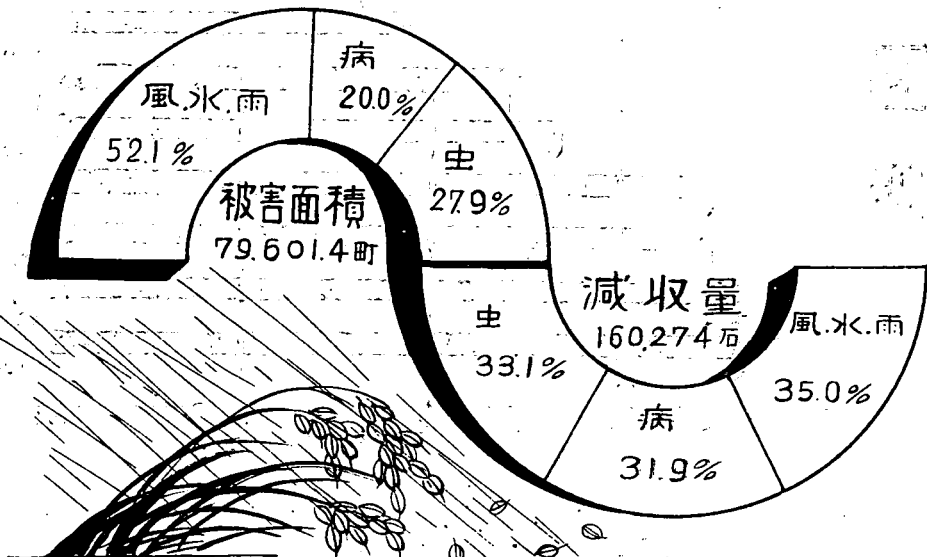 風.水.雨
52.1%
病
20.0%
虫
27.9%
被害面積
79.601.4町
虫
33.1%
病
31.9%
風.水.雨
35.0%
減収量
160,274石